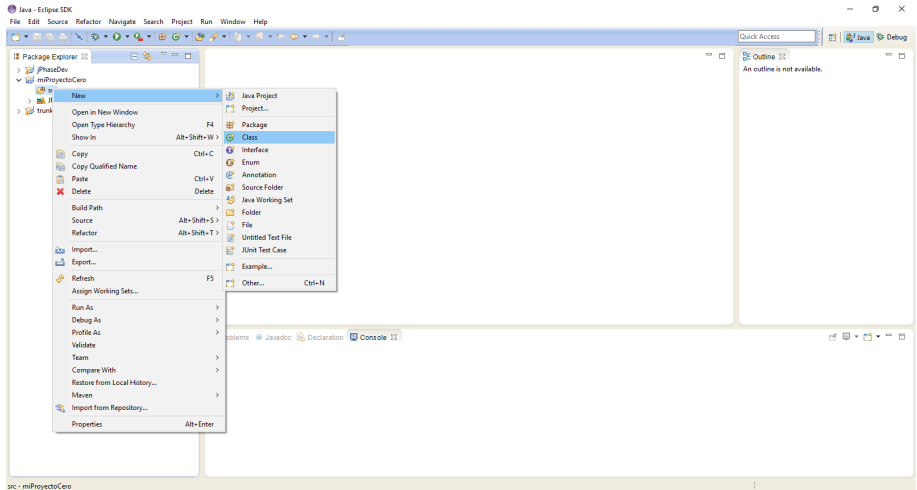 Java - Eclipse SDK
File Edit Source Refactor Navigate Search Project Run Window Help
Quick Access Java Debug
Package Explorer
jPhaseDev
miProyectoCero
trunk
New
Open in New Window
Open Type Hierarchy F4
Show In Alt+Shift+W >
Copy Ctrl+C
Copy Qualified Name
Paste Ctrl+V
Delete Delete
Build Path
Source Alt+Shift+S >
Refactor Alt+Shift+T >
Import...
Export...
Refresh F5
Assign Working Sets...
Run As
Debug As
Profile As
Validate
Team
Compare With
Restore from Local History...
Maven
Import from Repository...
Properties Alt+Enter
Java Project
Project...
Package
Class
Interface
Enum
Annotation
Source Folder
Java Working Set
Folder
File
Untitled Text File
JUnit Test Case
Example...
Other... Ctrl+N
Outline
An outline is not available.
oblems Javadoc Declaration Console
src - miProyectoCero